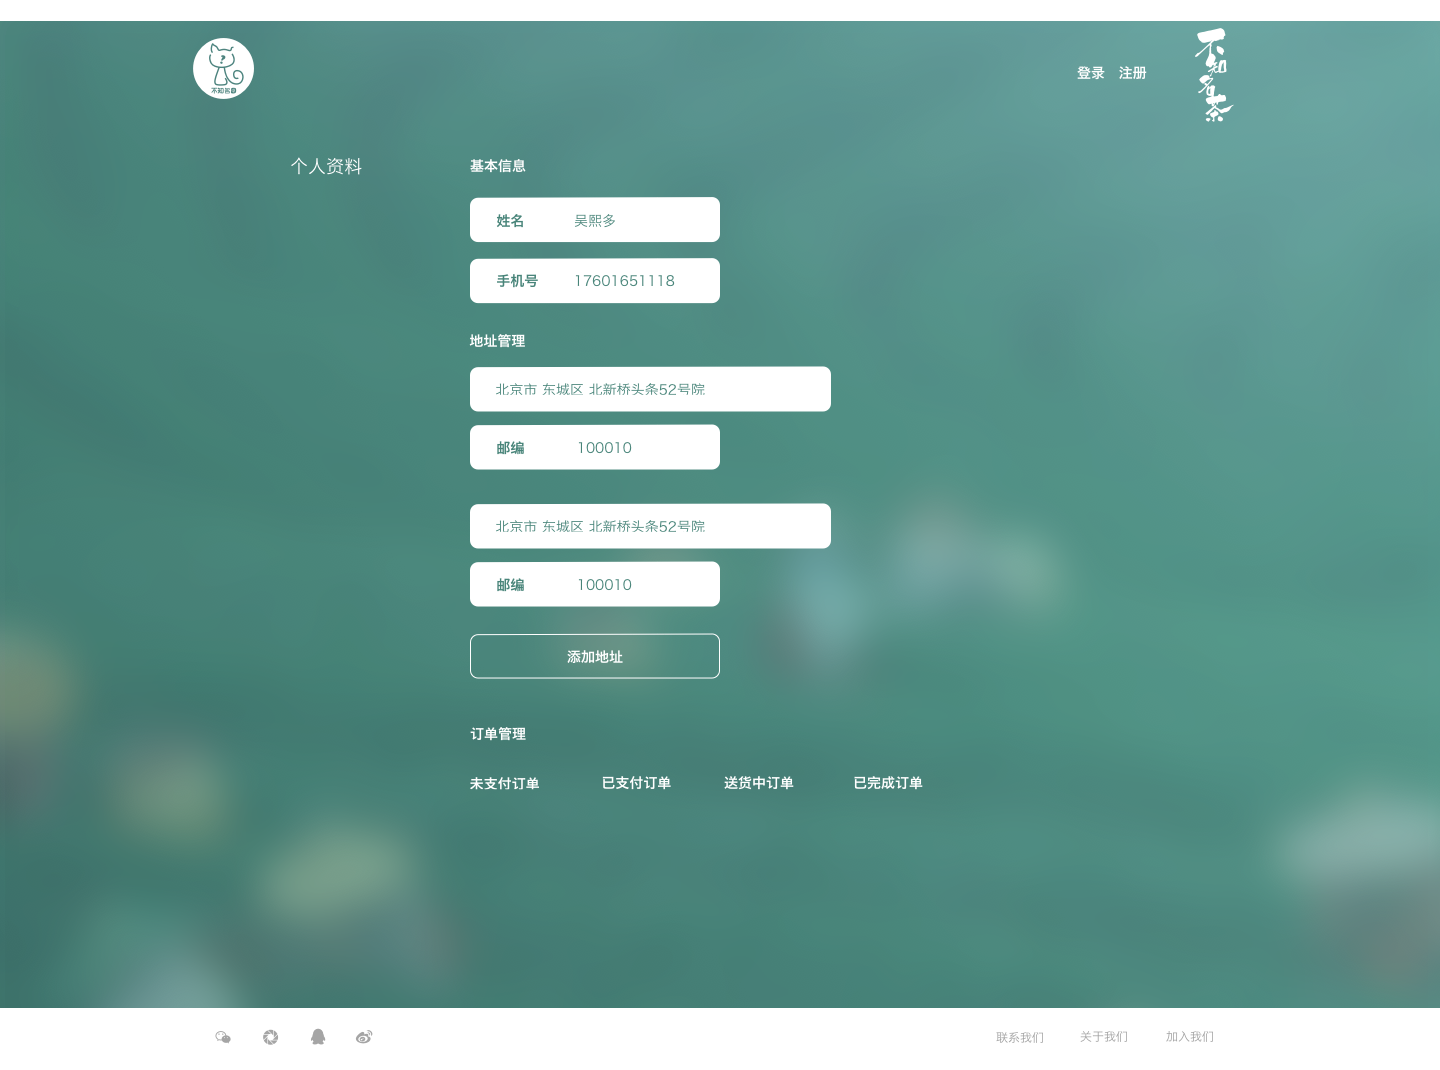 不知名
登录 注册
不知名茶
个人资料
基本信息
姓名 吴熙多
手机号 17601651118
地址管理
北京市 东城区 北新桥头条52号院
邮编 100010
北京市 东城区 北新桥头条52号院
邮编 100010
添加地址
订单管理
未支付订单 已支付订单 送货中订单 已完成订单
联系我们 关于我们 加入我们